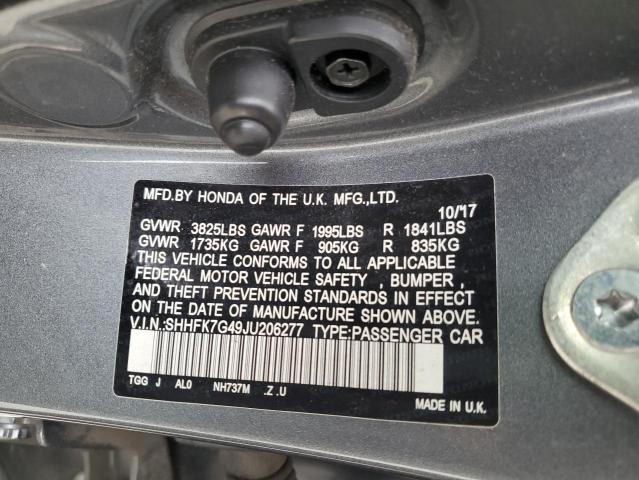 MFD.BY HONDA OF THE U.K. MFG.,LTD.
10/17
GVWR 3825LBS GAWR F 1995LBS R 1841LBS
GVWR 1735KG GAWR F 905KG R 835KG
THIS VEHICLE CONFORMS TO ALL APPLICABLE
FEDERAL MOTOR VEHICLE SAFETY , BUMPER ,
AND THEFT PREVENTION STANDARDS IN EFFECT
ON THE DATE OF MANUFACTURE SHOWN ABOVE.
V.I.N.:SHHFK7G49JU206277 TYPE:PASSENGER CAR
TGG J AL0 NH737M .Z.U
MADE IN U.K.